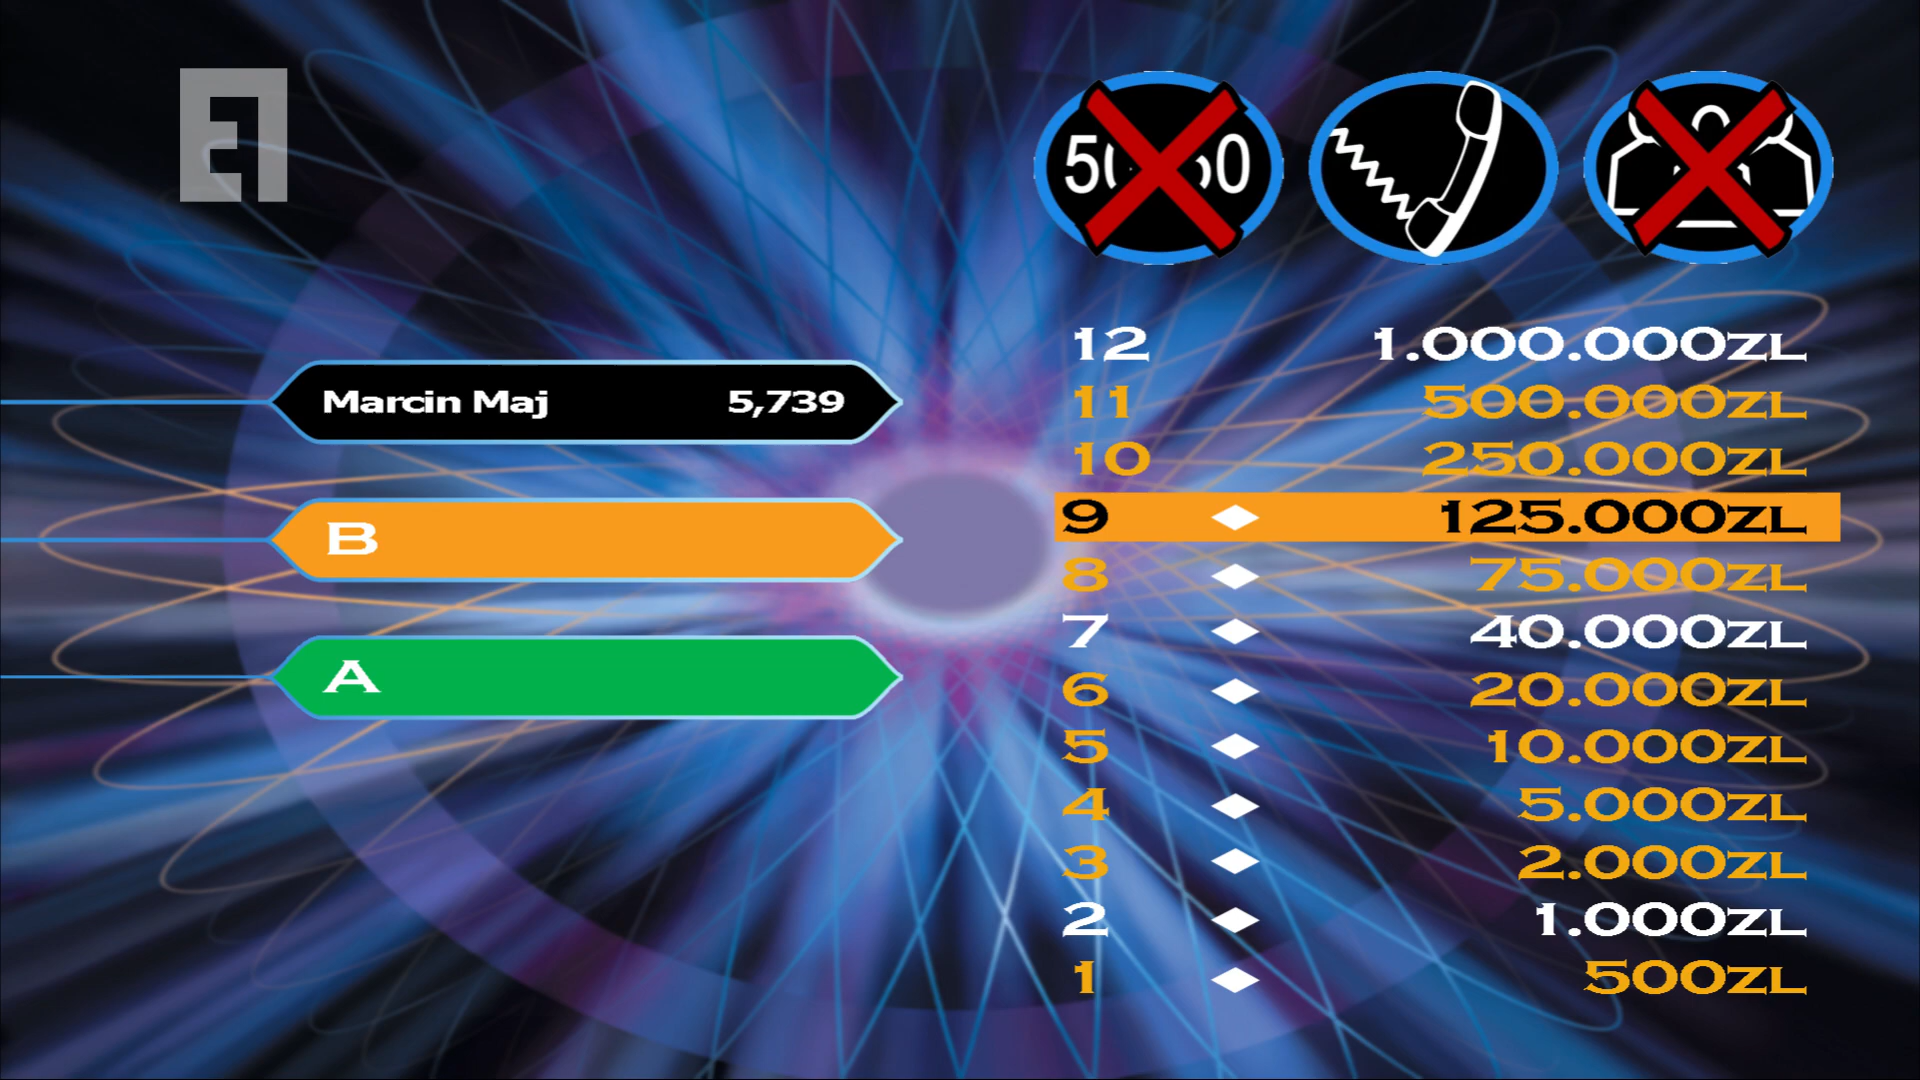 Marcin Maj 5,739
B
A
12 1.000.000ZL
11 500.000ZL
10 250.000ZL
9 125.000ZL
8 75.000ZL
7 40.000ZL
6 20.000ZL
5 10.000ZL
4 5.000ZL
3 2.000ZL
2 1.000ZL
1 500ZL